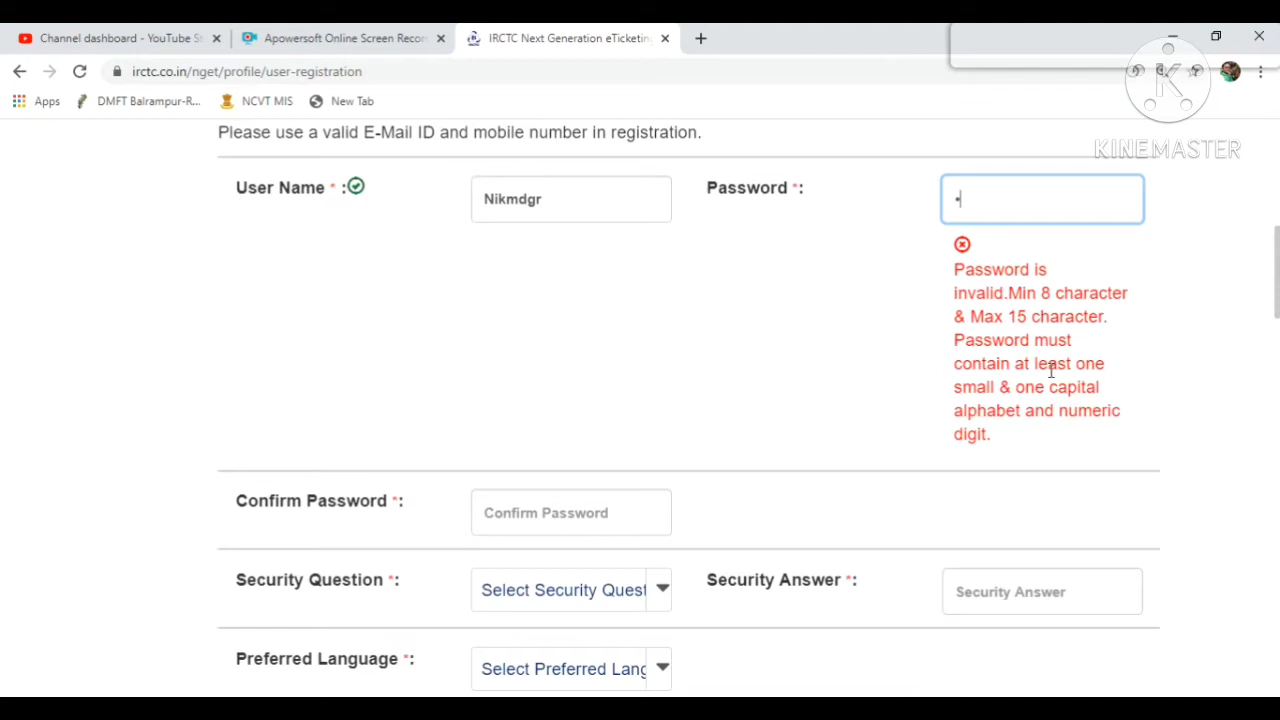 Channel dashboard - YouTube St
Apowersoft Online Screen Recor
IRCTC Next Generation eTicketing
irctc.co.in/nget/profile/user-registration
Apps
DMFT Balrampur-R...
NCVT MIS
New Tab
K
KINEMASTER
Please use a valid E-Mail ID and mobile number in registration.
User Name * :
Nikmdgr
Password *:
Password is
invalid.Min 8 character
& Max 15 character.
Password must
contain at least one
small & one capital
alphabet and numeric
digit.
Confirm Password *:
Confirm Password
Security Question *:
Select Security Quest
Security Answer *:
Security Answer
Preferred Language *:
Select Preferred Lang